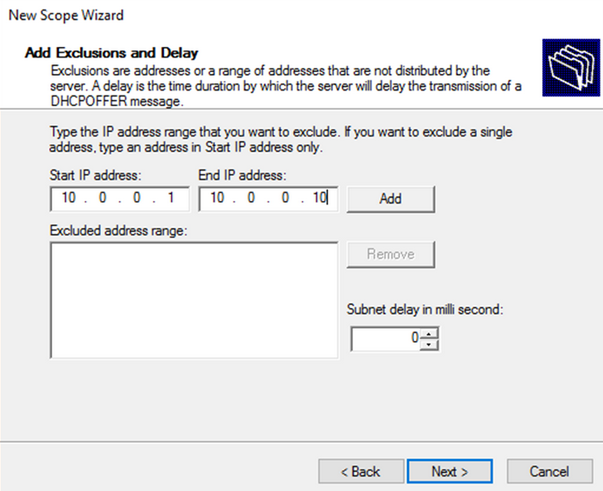 New Scope Wizard
Add Exclusions and Delay
Exclusions are addresses or a range of addresses that are not distributed by the
server. A delay is the time duration by which the server will delay the transmission of a
DHCPOFFER message.
Type the IP address range that you want to exclude. If you want to exclude a single
address, type an address in Start IP address only.
Start IP address: End IP address:
10 . 0 . 0 . 1 10 . 0 . 0 . 10 Add
Excluded address range:
Remove
Subnet delay in milli second:
0
< Back Next > Cancel